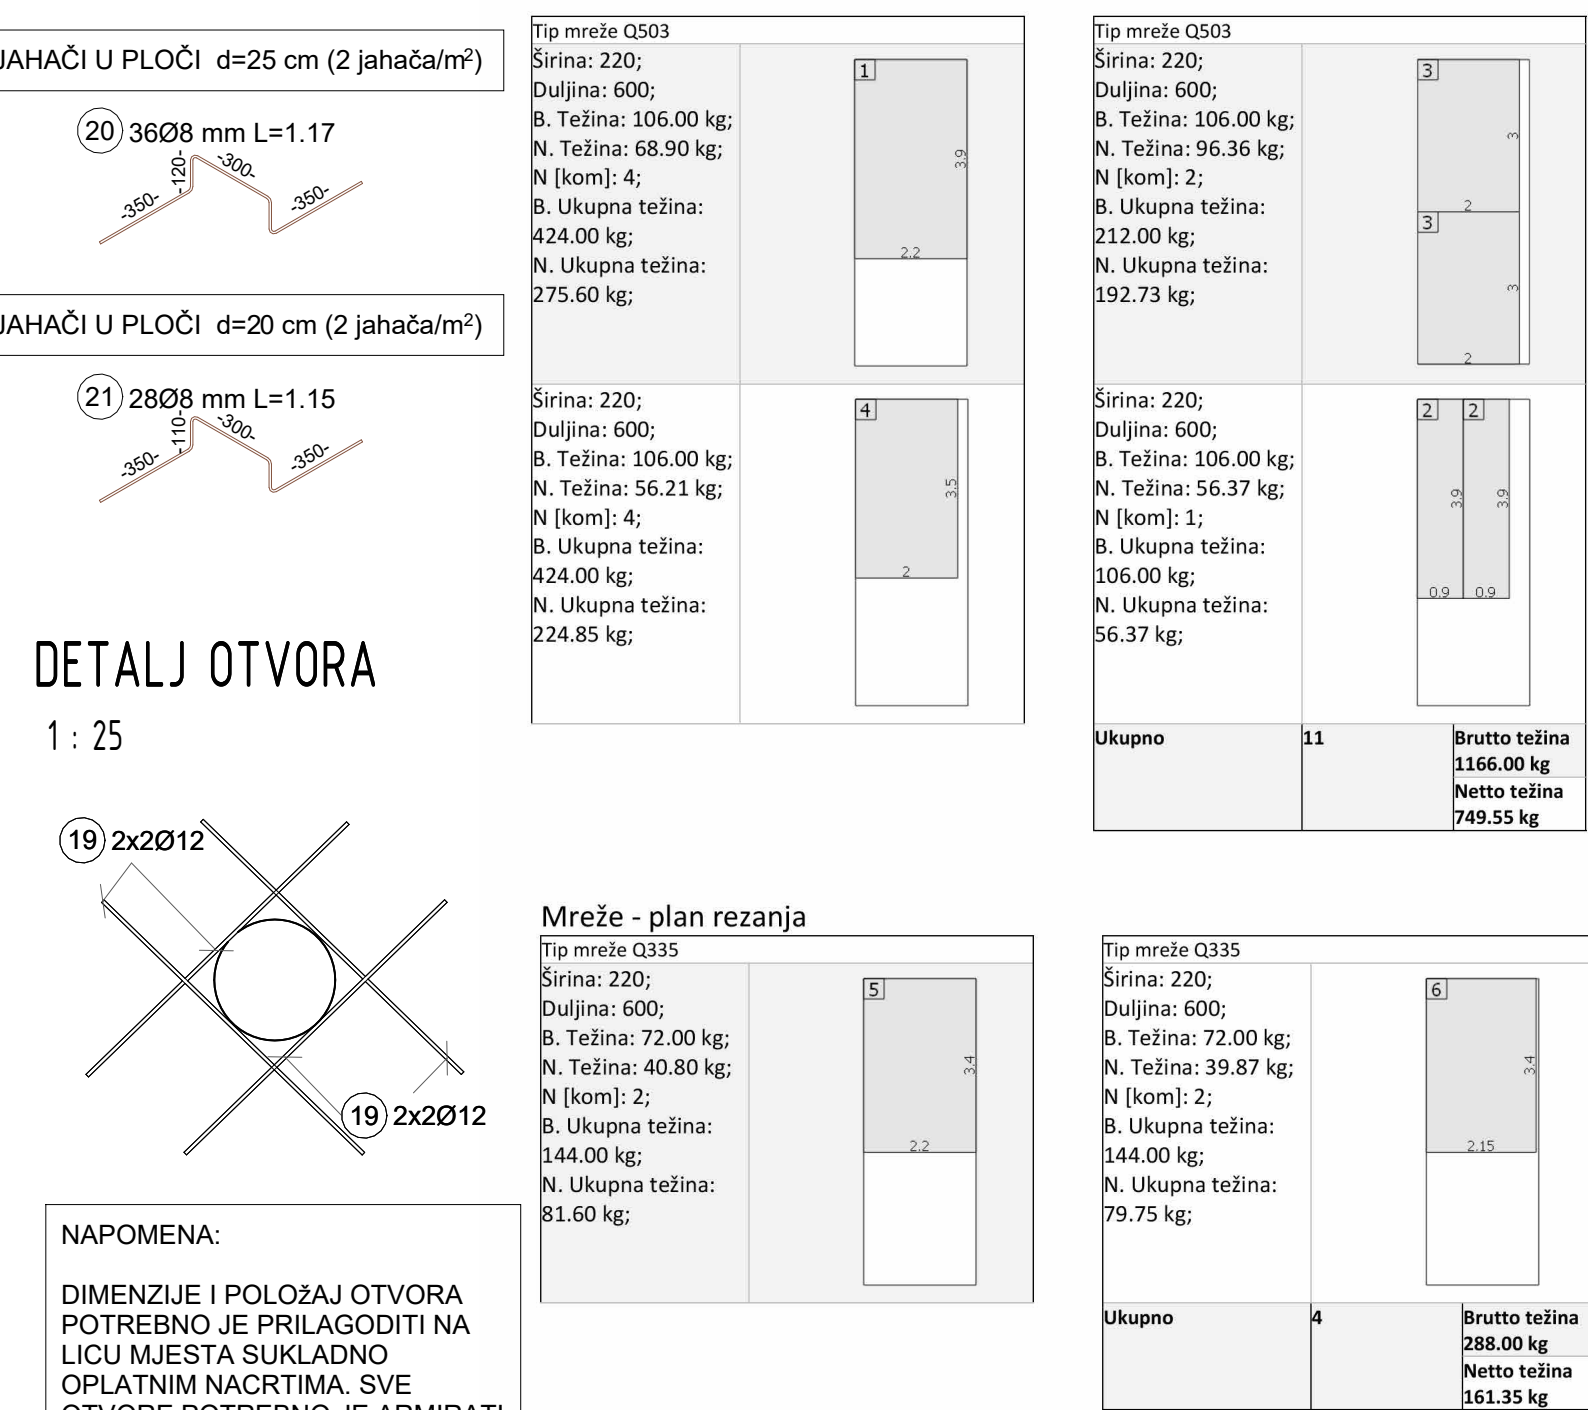 JAHAČI U PLOČI d=25 cm (2 jahača/m²)
20 36Ø8 mm L=1.17
-350-
-120-
-300-
-350-
JAHAČI U PLOČI d=20 cm (2 jahača/m²)
21 28Ø8 mm L=1.15
-350-
-110-
-300-
-350-
DETALJ OTVORA
1 : 25
19 2x2Ø12
19 2x2Ø12
NAPOMENA:
DIMENZIJE I POLOžAJ OTVORA
POTREBNO JE PRILAGODITI NA
LICU MJESTA SUKLADNO
OPLATNIM NACRTIMA. SVE
OTVORE POTREBNO JE ARMIRATI
Tip mreže Q503
Širina: 220;
Duljina: 600;
B. Težina: 106.00 kg;
N. Težina: 68.90 kg;
N [kom]: 4;
B. Ukupna težina:
424.00 kg;
N. Ukupna težina:
275.60 kg;
1
3.9
2.2
Širina: 220;
Duljina: 600;
B. Težina: 106.00 kg;
N. Težina: 56.21 kg;
N [kom]: 4;
B. Ukupna težina:
424.00 kg;
N. Ukupna težina:
224.85 kg;
4
3.5
2
Tip mreže Q503
Širina: 220;
Duljina: 600;
B. Težina: 106.00 kg;
N. Težina: 96.36 kg;
N [kom]: 2;
B. Ukupna težina:
212.00 kg;
N. Ukupna težina:
192.73 kg;
3
3
2
3
3
2
Širina: 220;
Duljina: 600;
B. Težina: 106.00 kg;
N. Težina: 56.37 kg;
N [kom]: 1;
B. Ukupna težina:
106.00 kg;
N. Ukupna težina:
56.37 kg;
2 2
3.9 3.9
0.9 0.9
Ukupno 11 Brutto težina
1166.00 kg
Netto težina
749.55 kg
Mreže - plan rezanja
Tip mreže Q335
Širina: 220;
Duljina: 600;
B. Težina: 72.00 kg;
N. Težina: 40.80 kg;
N [kom]: 2;
B. Ukupna težina:
144.00 kg;
N. Ukupna težina:
81.60 kg;
5
3.4
2.2
Tip mreže Q335
Širina: 220;
Duljina: 600;
B. Težina: 72.00 kg;
N. Težina: 39.87 kg;
N [kom]: 2;
B. Ukupna težina:
144.00 kg;
N. Ukupna težina:
79.75 kg;
6
3.4
2.15
Ukupno 4 Brutto težina
288.00 kg
Netto težina
161.35 kg